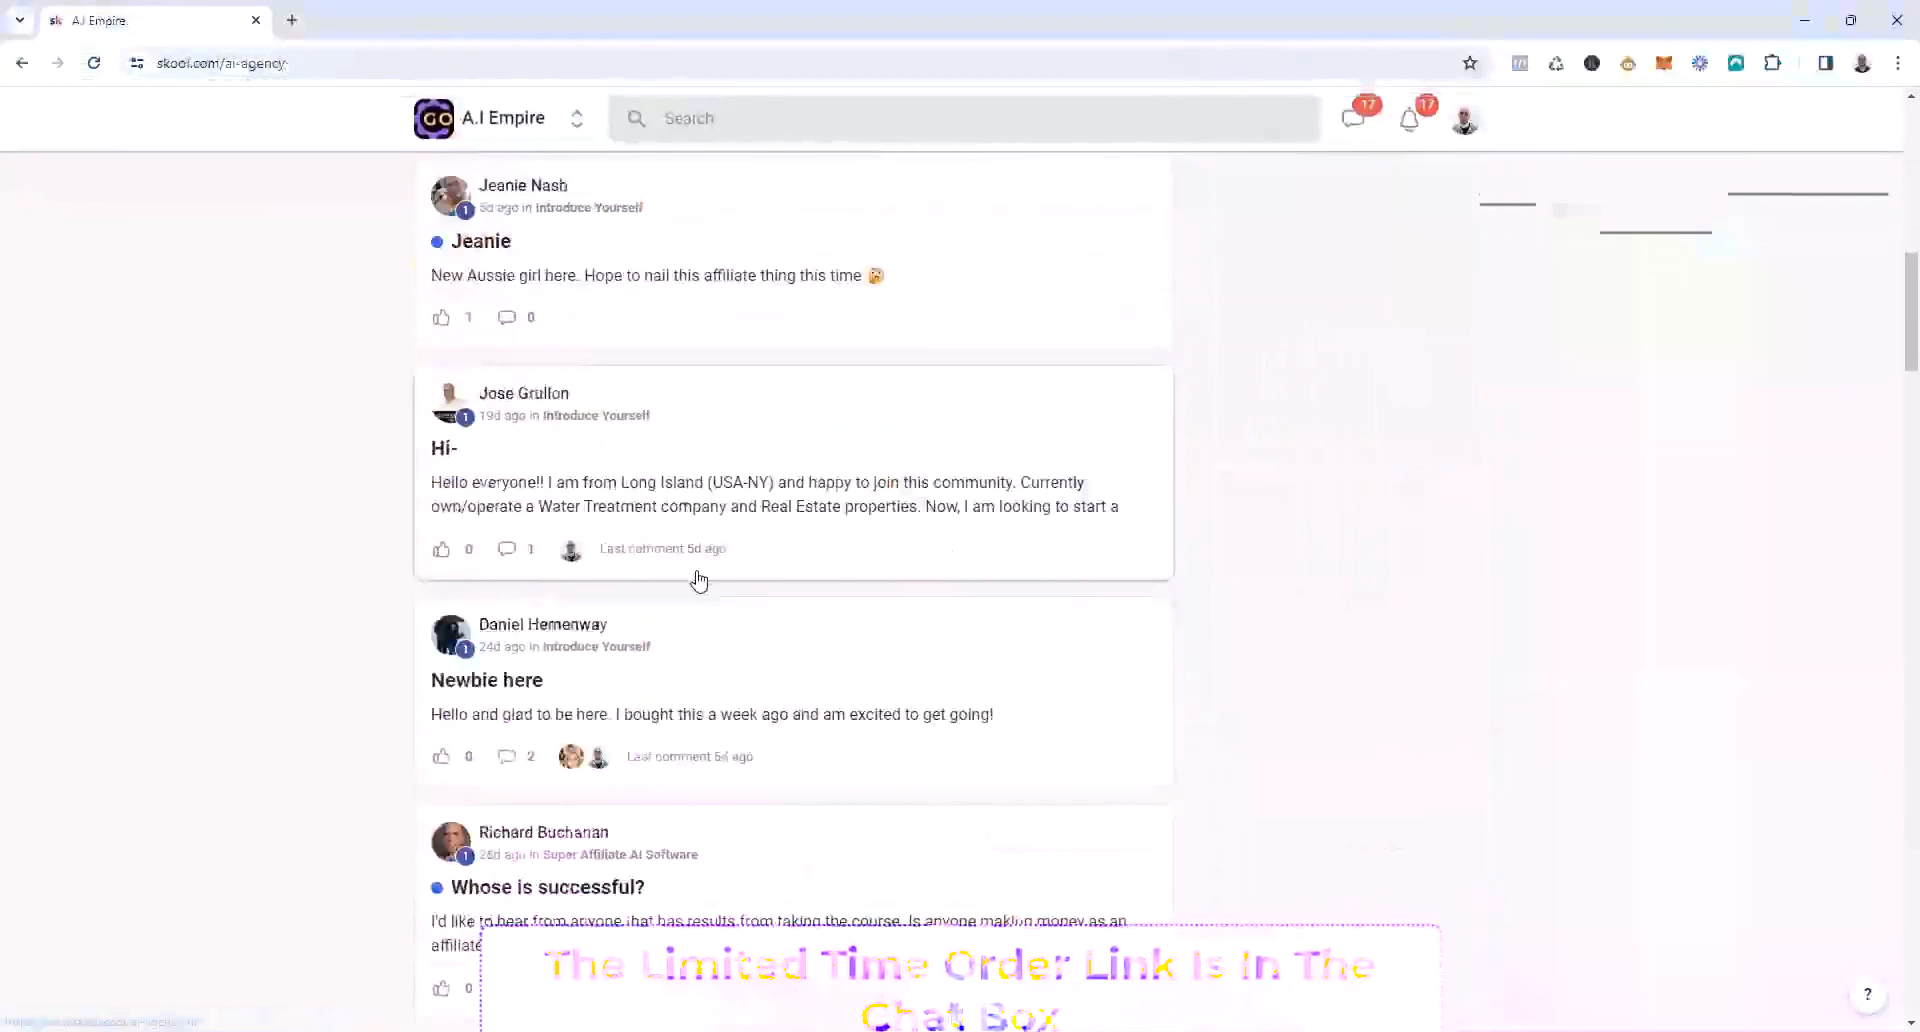 A.I Empire
skool.com/ai-agency
GO
A.I Empire
Search
17
17
Jeanie Nash
1
5d ago in Introduce Yourself
Jeanie
New Aussie girl here. Hope to nail this affiliate thing this time 🤔
1
0
Jose Grullon
1
19d ago in Introduce Yourself
Hi-
Hello everyone!! I am from Long Island (USA-NY) and happy to join this community. Currently
own/operate a Water Treatment company and Real Estate properties. Now, I am looking to start a
0
1
Last comment 5d ago
Daniel Hemenway
1
24d ago in Introduce Yourself
Newbie here
Hello and glad to be here. I bought this a week ago and am excited to get going!
0
2
Last comment 5d ago
Richard Buchanan
1
ago in Super Affiliate AI Software
Whose is successful?
I'd like to hear from anyone that has results from taking the course. Is anyone making money as an
affiliate
0
The Limited Time Order Link Is In The
Chat Box
?